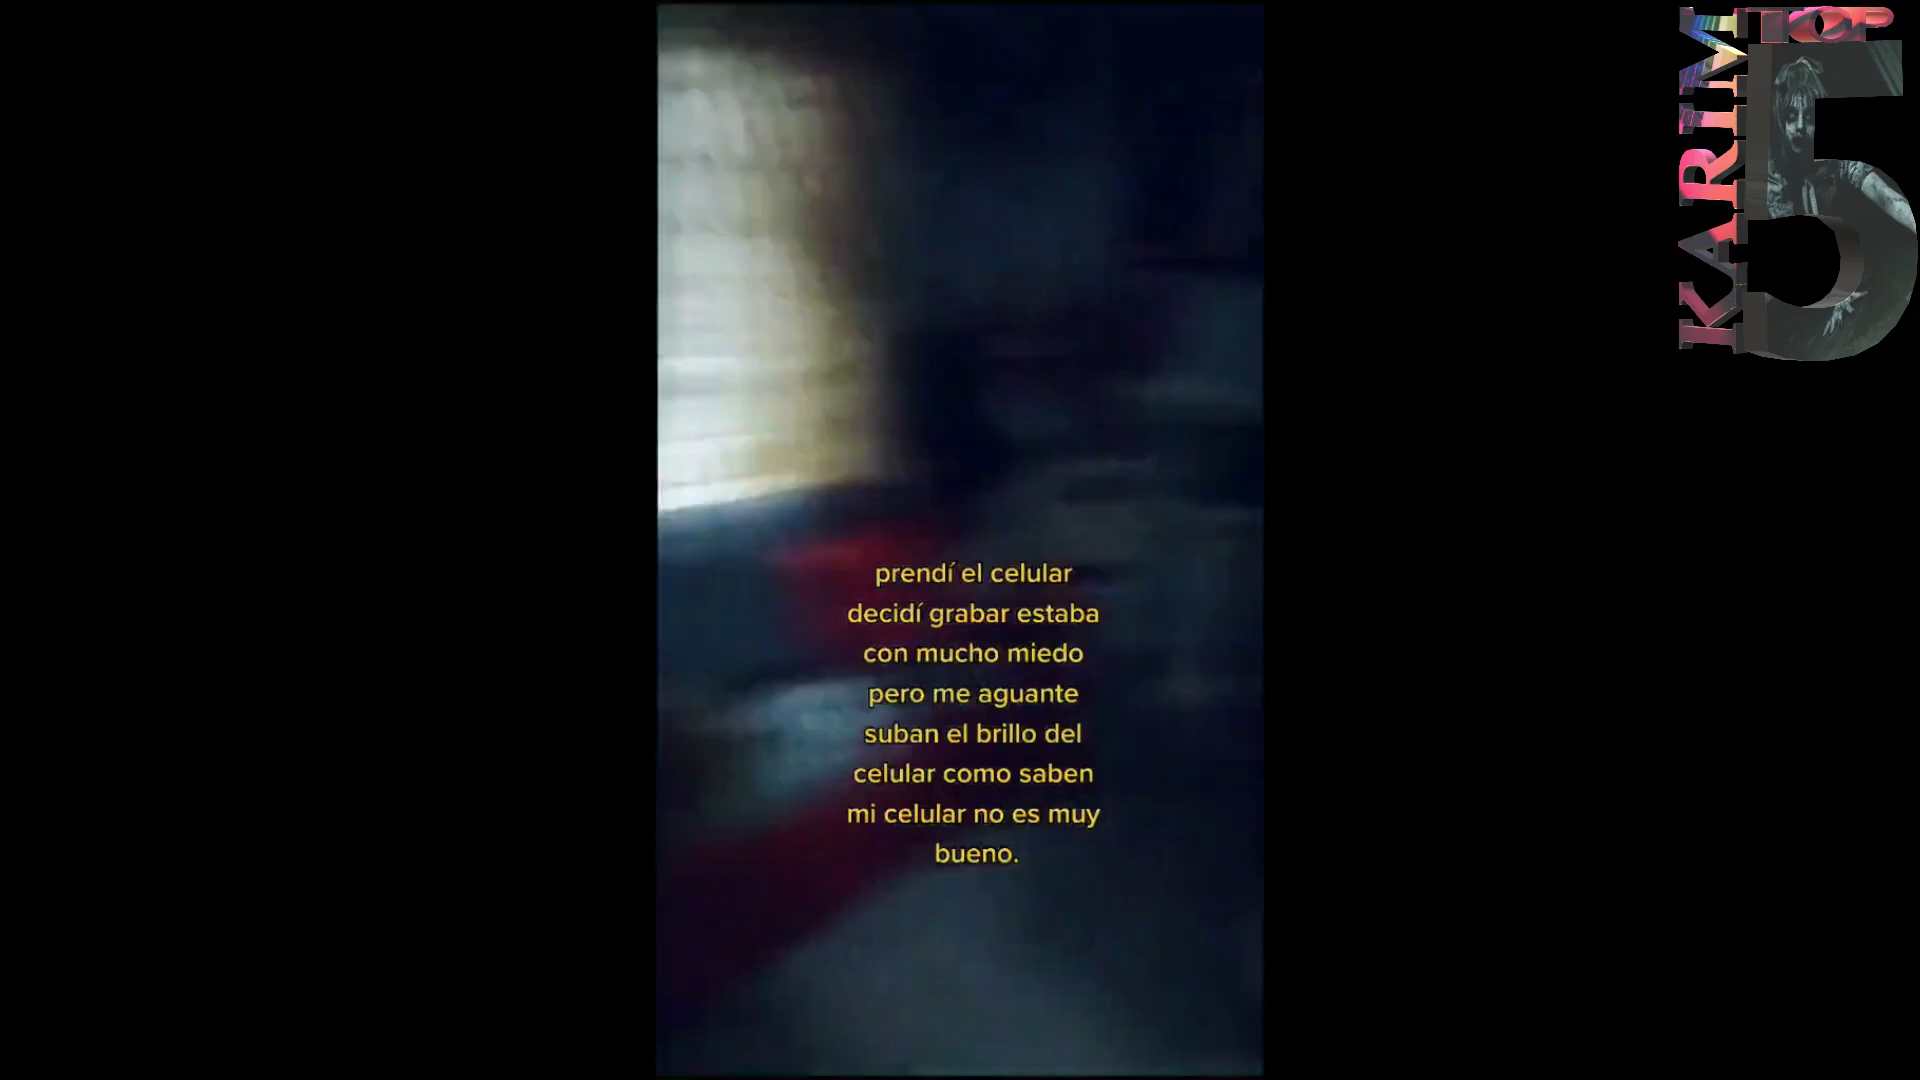 prendí el celular
decidí grabar estaba
con mucho miedo
pero me aguante
suban el brillo del
celular como saben
mi celular no es muy
bueno.
KARIM
TOP
5